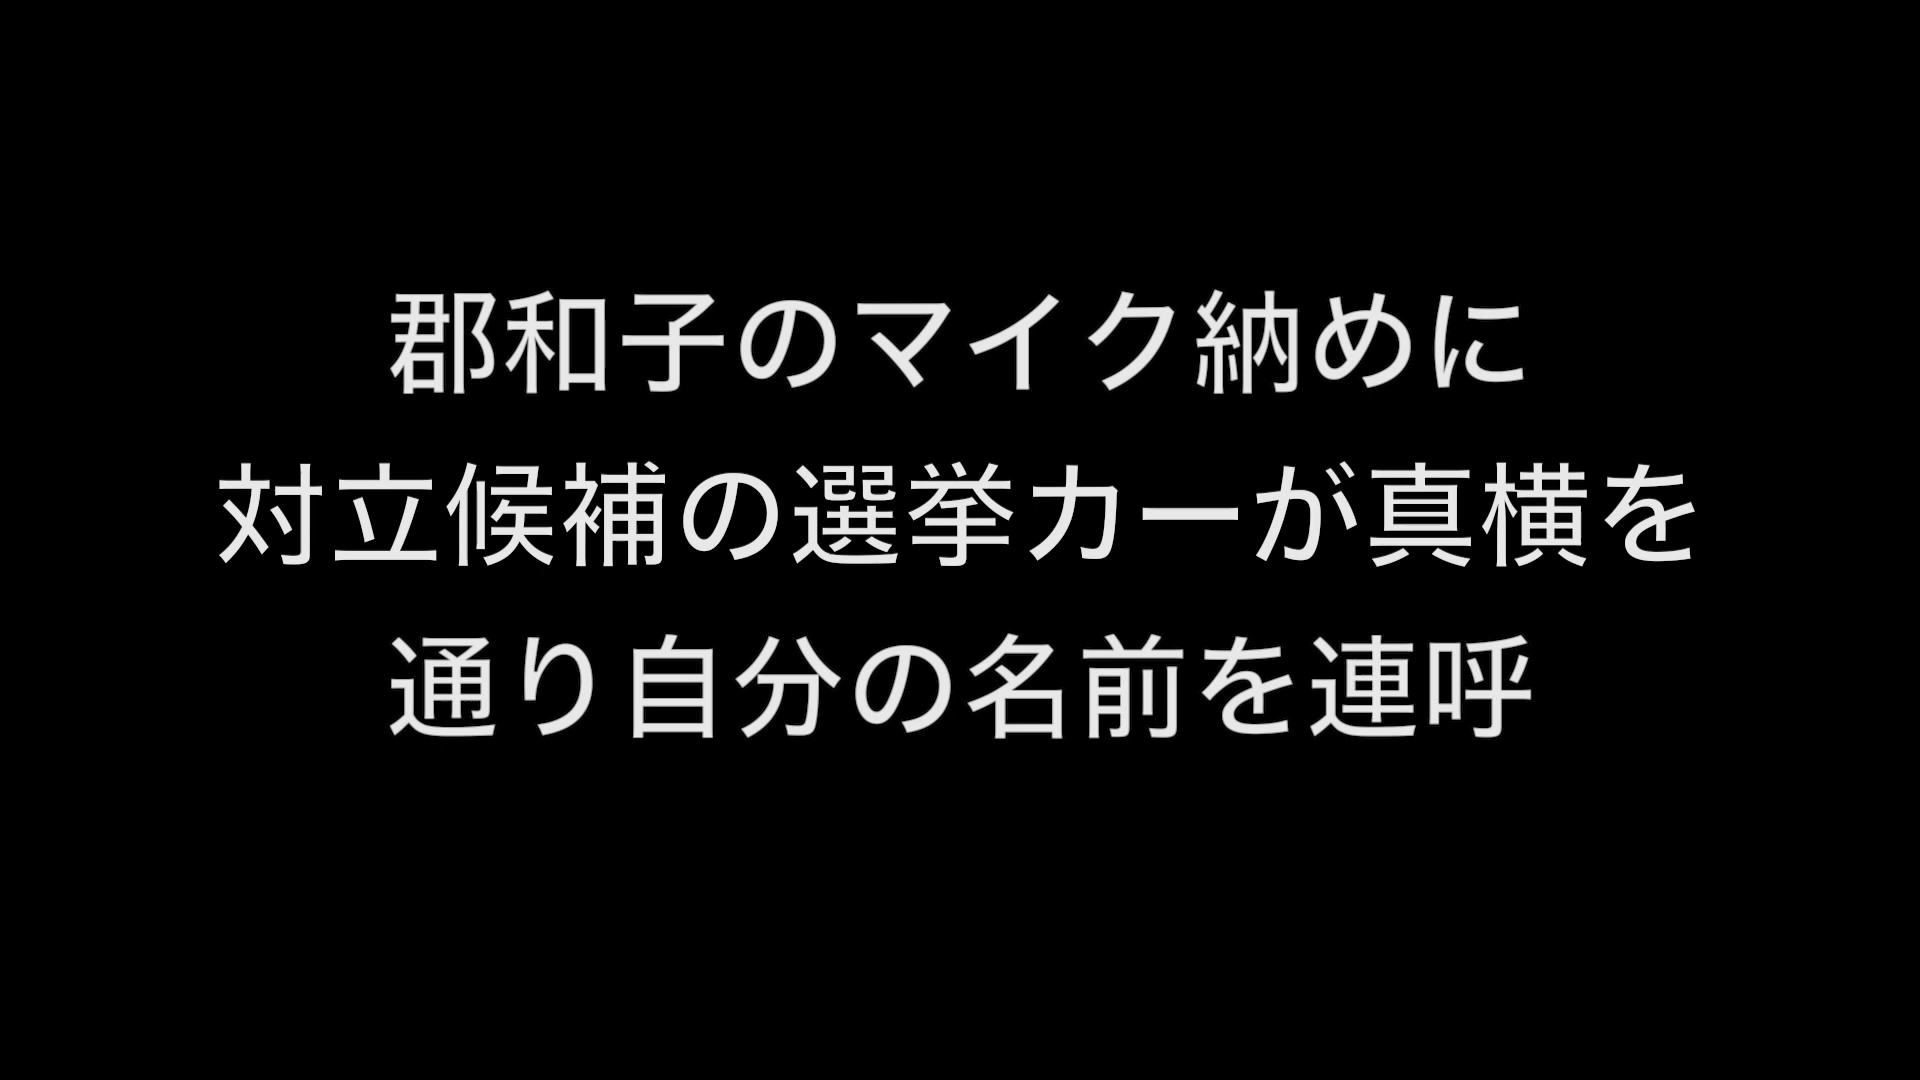 郡和子のマイク納めに
対立候補の選挙カーが真横を
通り自分の名前を連呼